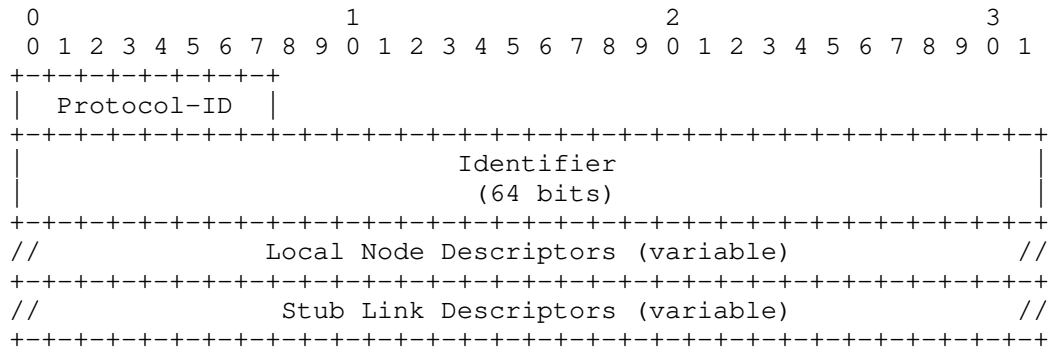 0                   1                   2                   3
 0 1 2 3 4 5 6 7 8 9 0 1 2 3 4 5 6 7 8 9 0 1 2 3 4 5 6 7 8 9 0 1
+-+-+-+-+-+-+-+-+
|  Protocol-ID  |
+-+-+-+-+-+-+-+-+-+-+-+-+-+-+-+-+-+-+-+-+-+-+-+-+-+-+-+-+-+-+-+-+
|                           Identifier                          |
|                            (64 bits)                          |
+-+-+-+-+-+-+-+-+-+-+-+-+-+-+-+-+-+-+-+-+-+-+-+-+-+-+-+-+-+-+-+-+
//              Local Node Descriptors (variable)              //
+-+-+-+-+-+-+-+-+-+-+-+-+-+-+-+-+-+-+-+-+-+-+-+-+-+-+-+-+-+-+-+-+
//               Stub Link Descriptors (variable)              //
+-+-+-+-+-+-+-+-+-+-+-+-+-+-+-+-+-+-+-+-+-+-+-+-+-+-+-+-+-+-+-+-+